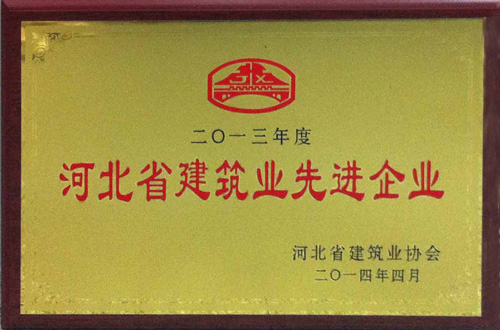 JX
二〇一三年度
河北省建筑业先进企业
河北省建筑业协会
二〇一四年四月